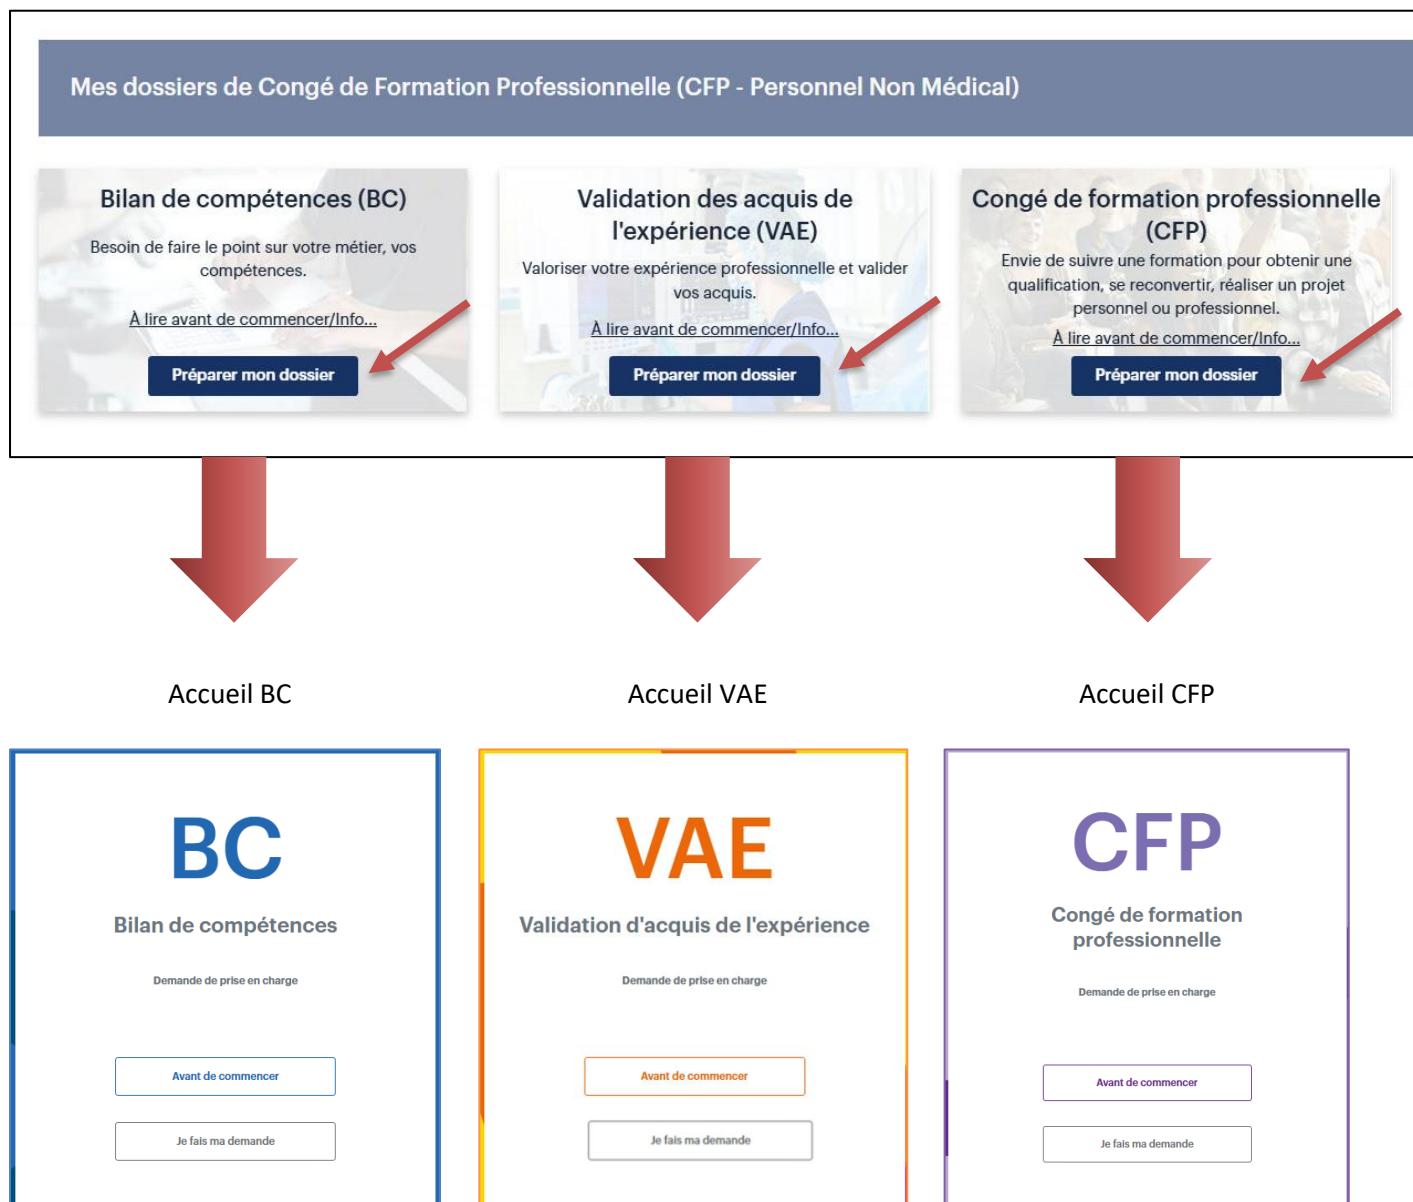 Mes dossiers de Congé de Formation Professionnelle (CFP - Personnel Non Médical)
Bilan de compétences (BC)
Besoin de faire le point sur votre métier, vos
compétences.
À lire avant de commencer/Info...
Préparer mon dossier
Validation des acquis de
l'expérience (VAE)
Valoriser votre expérience professionnelle et valider
vos acquis.
À lire avant de commencer/Info...
Préparer mon dossier
Congé de formation professionnelle
(CFP)
Envie de suivre une formation pour obtenir une
qualification, se reconvertir, réaliser un projet
personnel ou professionnel.
À lire avant de commencer/Info...
Préparer mon dossier
Accueil BC
Accueil VAE
Accueil CFP
BC
Bilan de compétences
Demande de prise en charge
Avant de commencer
Je fais ma demande
VAE
Validation d'acquis de l'expérience
Demande de prise en charge
Avant de commencer
Je fais ma demande
CFP
Congé de formation
professionnelle
Demande de prise en charge
Avant de commencer
Je fais ma demande